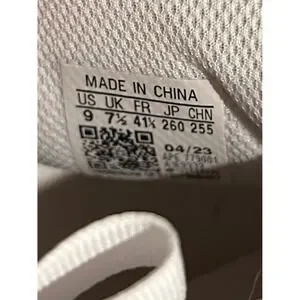 MADE IN CHINA
US UK FR JP CHN
9 7½ 41⅓ 260 255
04/23